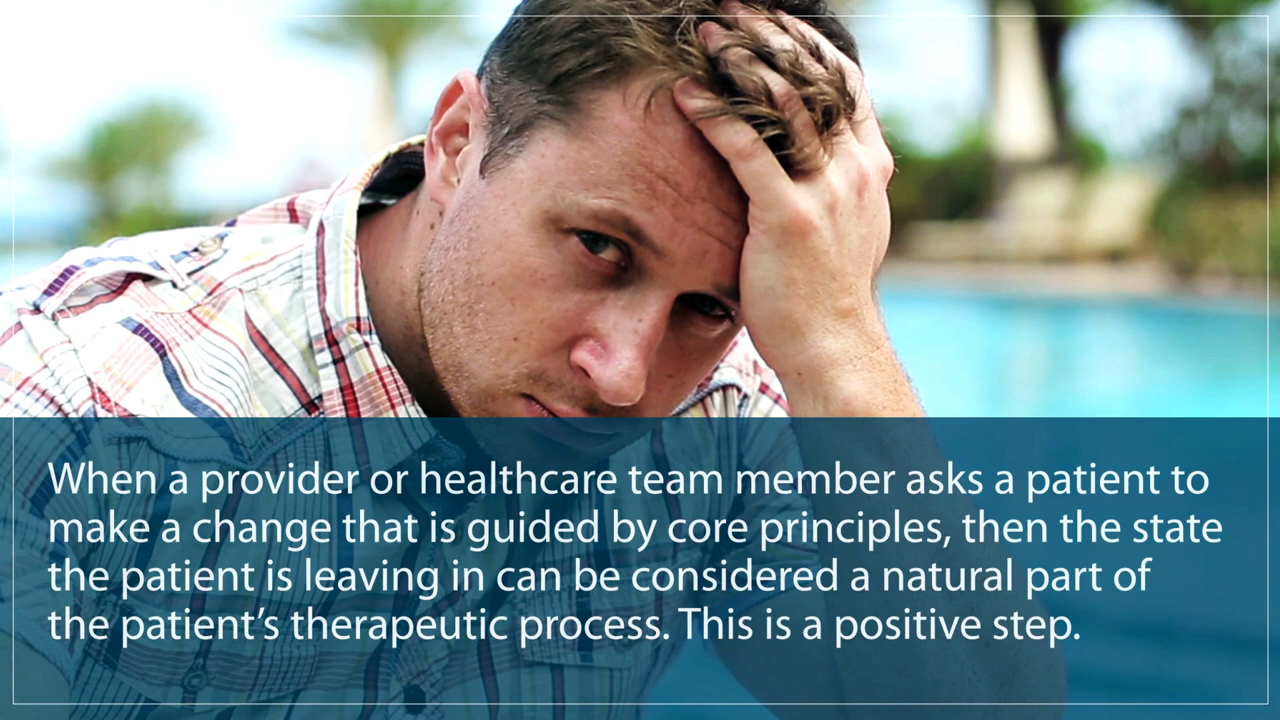 When a provider or healthcare team member asks a patient to
make a change that is guided by core principles, then the state
the patient is leaving in can be considered a natural part of
the patient’s therapeutic process. This is a positive step.